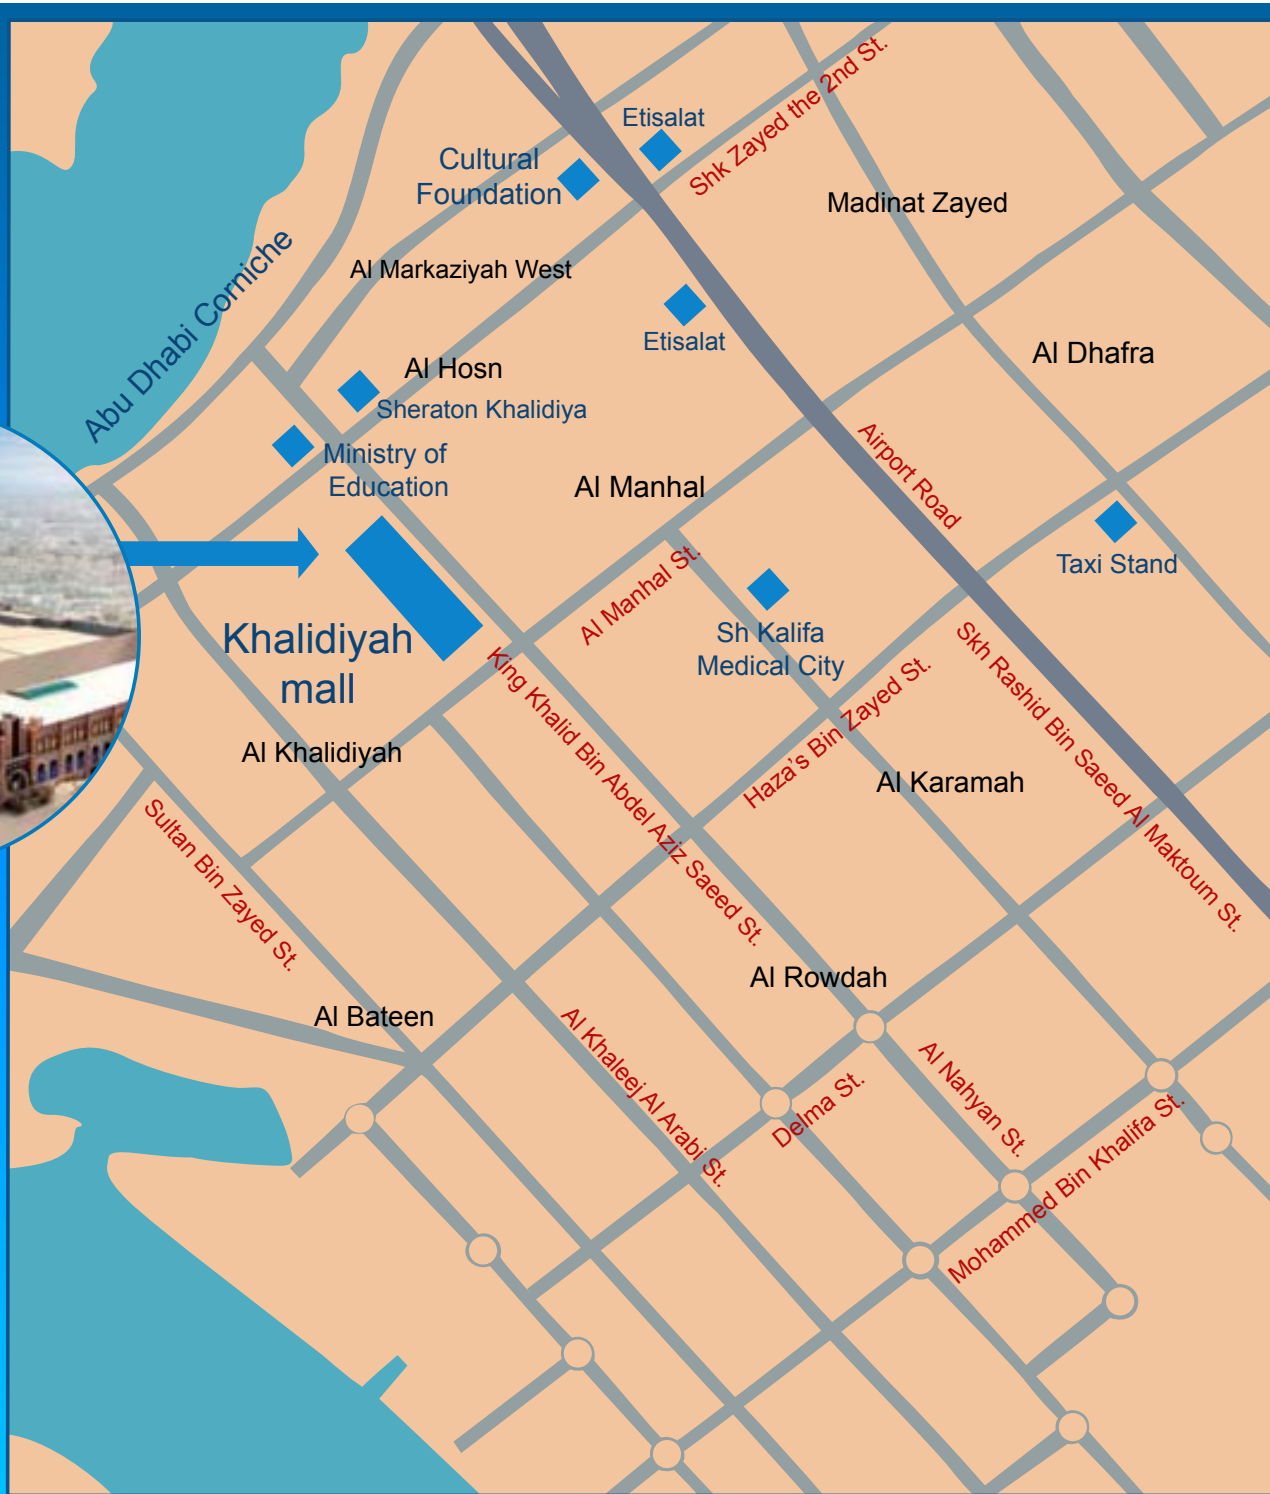 Shk Zayed the 2nd St.
Etisalat
Cultural
Foundation
Madinat Zayed
Abu Dhabi Corniche
Al Markaziyah West
Etisalat
Al Dhafra
Al Hosn
Sheraton Khalidiya
Ministry of
Education
Al Manhal
Airport Road
Taxi Stand
Al Manhal St.
Khalidiyah
mall
Sh Kalifa
Medical City
King Khalid Bin Abdel Aziz Saeed St.
Haza's Bin Zayed St.
Skh Rashid Bin Saeed Al Maktoum St.
Al Khalidiyah
Al Karamah
Sultan Bin Zayed St.
Al Rowdah
Al Bateen
Al Khaleej Al Arabi St.
Delma St.
Al Nahyan St.
Mohammed Bin Khalifa St.